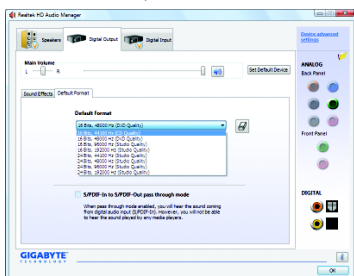 Realtek HD Audio Manager
Speakers
Digital Output
Digital Input
Device advanced settings
Main Volume
L
R
Set Default Device
ANALOG
Back Panel
Sound Effects
Default Format
Default Format
16 Bits, 48000 Hz (DVD Quality)
16 Bits, 44100 Hz (CD Quality)
16 Bits, 48000 Hz (DVD Quality)
16 Bits, 96000 Hz (Studio Quality)
16 Bits, 192000 Hz (Studio Quality)
24 Bits, 44100 Hz (Studio Quality)
24 Bits, 48000 Hz (Studio Quality)
24 Bits, 96000 Hz (Studio Quality)
24 Bits, 192000 Hz (Studio Quality)
Front Panel
S/PDIF-In to S/PDIF-Out pass through mode
When pass through mode enabled, you will hear the sound coming
from digital audio input (S/PDIF-In). However, you will not be able
to hear the sound played by any media players.
DIGITAL
GIGABYTE
TECHNOLOGY
OK